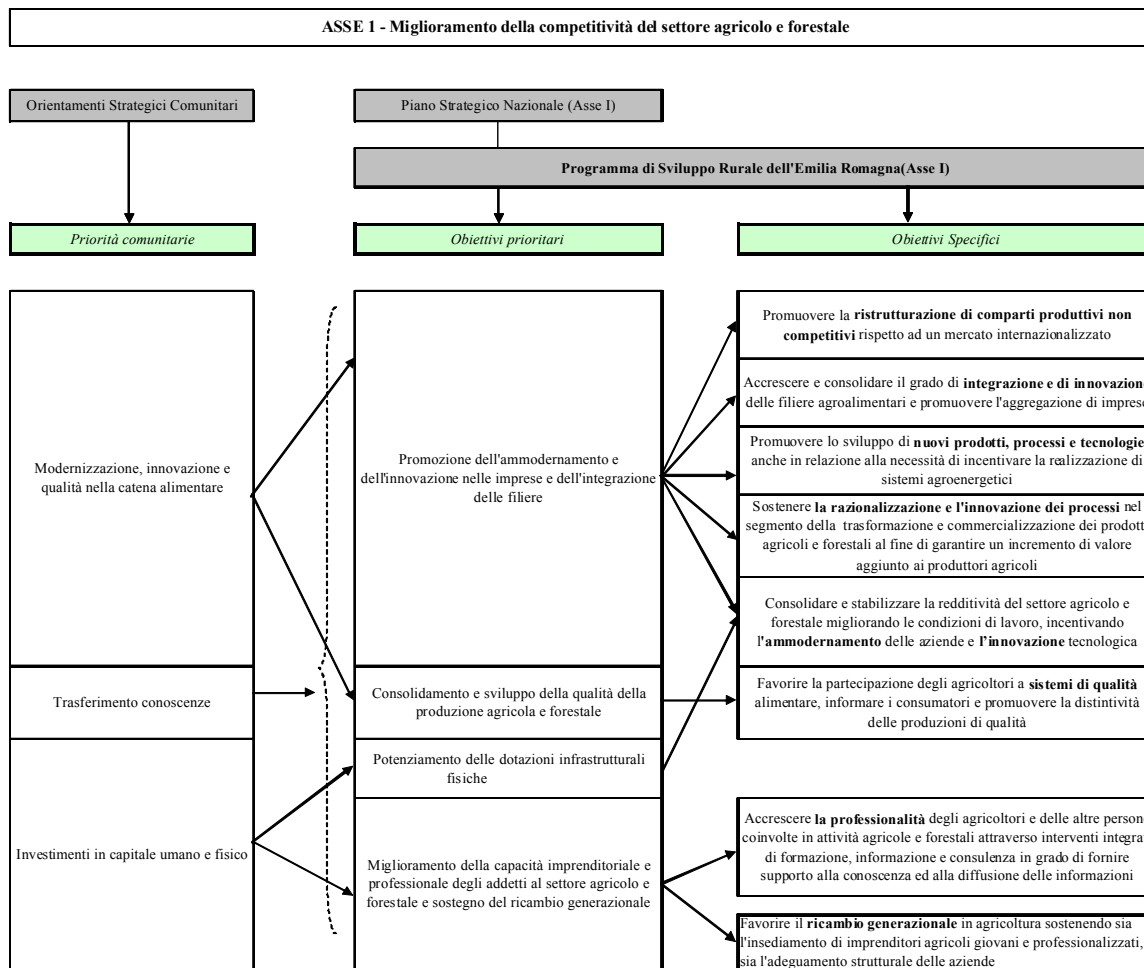 ASSE 1 - Miglioramento della competitività del settore agricolo e forestale
Orientamenti Strategici Comunitari
Piano Strategico Nazionale (Asse I)
Programma di Sviluppo Rurale dell'Emilia Romagna(Asse I)
Priorità comunitarie
Obiettivi prioritari
Obiettivi Specifici
Modernizzazione, innovazione e
qualità nella catena alimentare
Trasferimento conoscenze
Investimenti in capitale umano e fisico
Promozione dell'ammodernamento e
dell'innovazione nelle imprese e dell'integrazione
delle filiere
Consolidamento e sviluppo della qualità della
produzione agricola e forestale
Potenziamento delle dotazioni infrastrutturali
fisiche
Miglioramento della capacità imprenditoriale e
professionale degli addetti al settore agricolo e
forestale e sostegno del ricambio generazionale
Promuovere la ristrutturazione di comparti produttivi non
competitivi rispetto ad un mercato internazionalizzato
Accrescere e consolidare il grado di integrazione e di innovazione
delle filiere agroalimentari e promuovere l'aggregazione di imprese
Promuovere lo sviluppo di nuovi prodotti, processi e tecnologie
anche in relazione alla necessità di incentivare la realizzazione di
sistemi agroenergetici
Sostenere la razionalizzazione e l'innovazione dei processi nel
segmento della trasformazione e commercializzazione dei prodott
agricoli e forestali al fine di garantire un incremento di valore
aggiunto ai produttori agricoli
Consolidare e stabilizzare la redditività del settore agricolo e
forestale migliorando le condizioni di lavoro, incentivando
l'ammodernamento delle aziende e l'innovazione tecnologica
Favorire la partecipazione degli agricoltori a sistemi di qualità
alimentare, informare i consumatori e promuovere la distintività
delle produzioni di qualità
Accrescere la professionalità degli agricoltori e delle altre person
coinvolte in attività agricole e forestali attraverso interventi integra
di formazione, informazione e consulenza in grado di fornire
supporto alla conoscenza ed alla diffusione delle informazioni
Favorire il ricambio generazionale in agricoltura sostenendo sia
l'insediamento di imprenditori agricoli giovani e professionalizzati,
sia l'adeguamento strutturale delle aziende